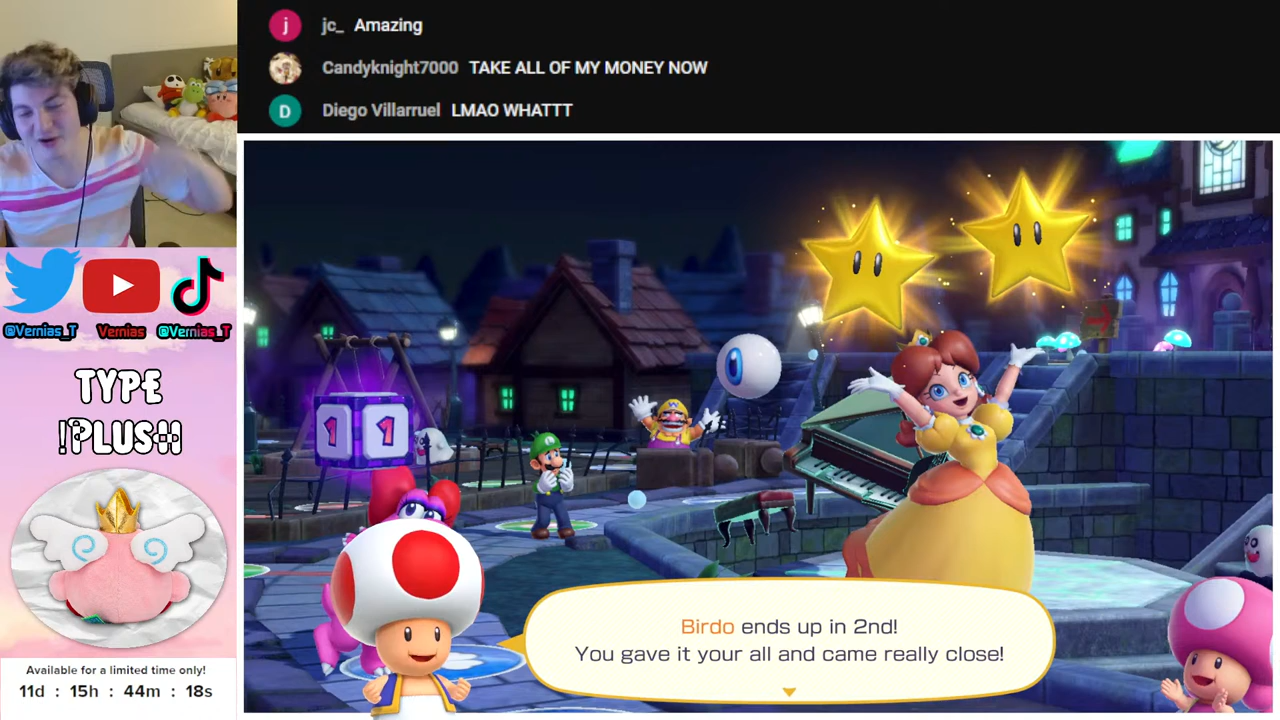 jc_ Amazing
Candyknight7000 TAKE ALL OF MY MONEY NOW
D Diego Villarruel LMAO WHATTT
@Vernias_T Vernias @Vernias_T
TYPE
!PLUSH
Available for a limited time only!
11d : 15h : 44m : 18s
1 1
Birdo ends up in 2nd!
You gave it your all and came really close!